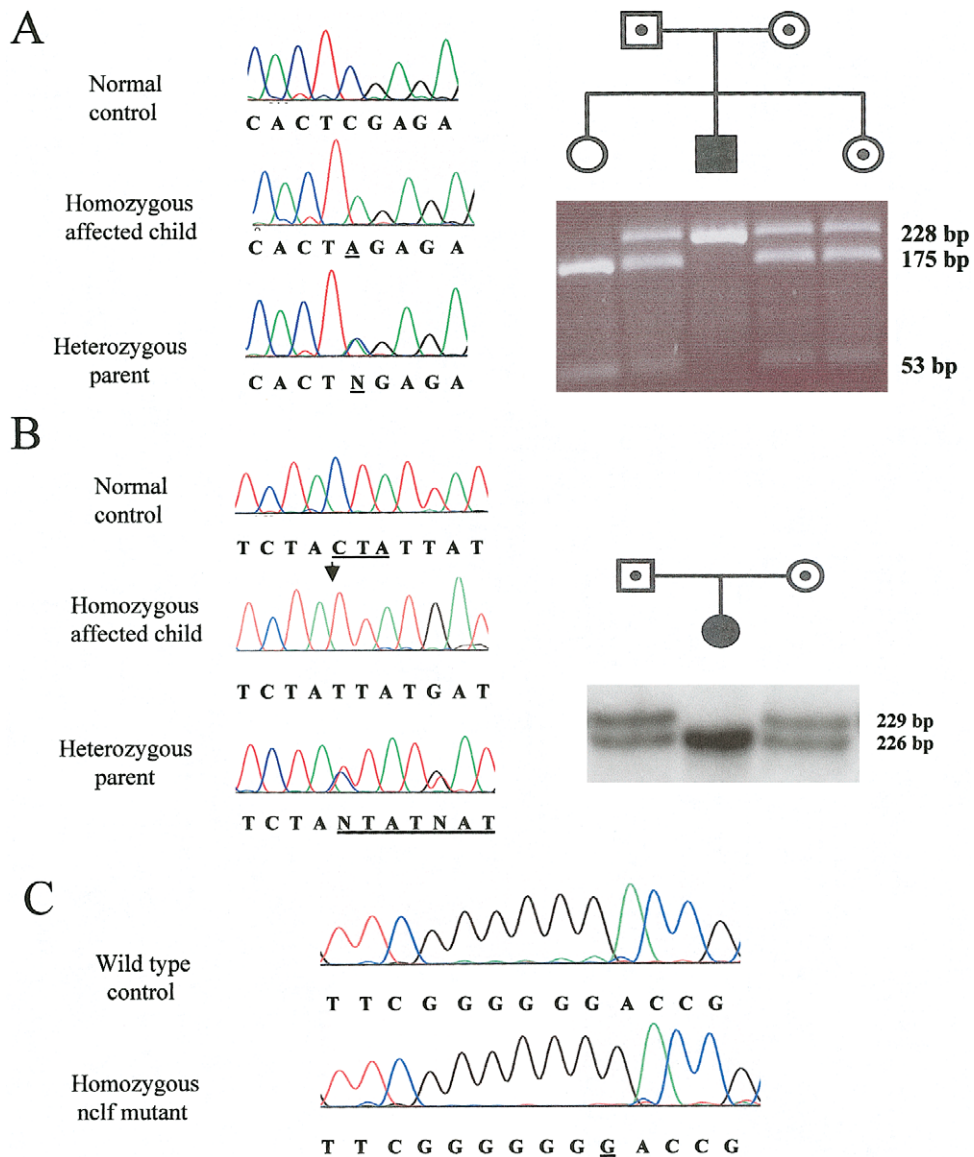 A
Normal
control
C A C T C G A G A
Homozygous
affected child
C A C T A G A G A
Heterozygous
parent
C A C T N G A G A
228 bp
175 bp
53 bp
B
Normal
control
T C T A C T A T T A T
Homozygous
affected child
T C T A T T A T G A T
Heterozygous
parent
T C T A N T A T N A T
229 bp
226 bp
C
Wild type
control
T T C G G G G G G A C C G
Homozygous
nclf mutant
T T C G G G G G G G A C C G